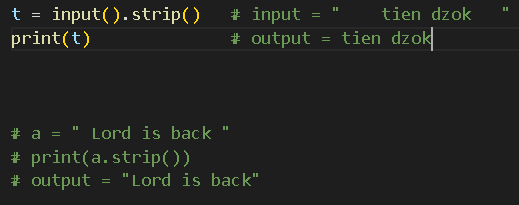 t = input().strip()   # input = "    tien dzok   "
print(t)              # output = tien dzok
# a = " Lord is back "
# print(a.strip())
# output = "Lord is back"